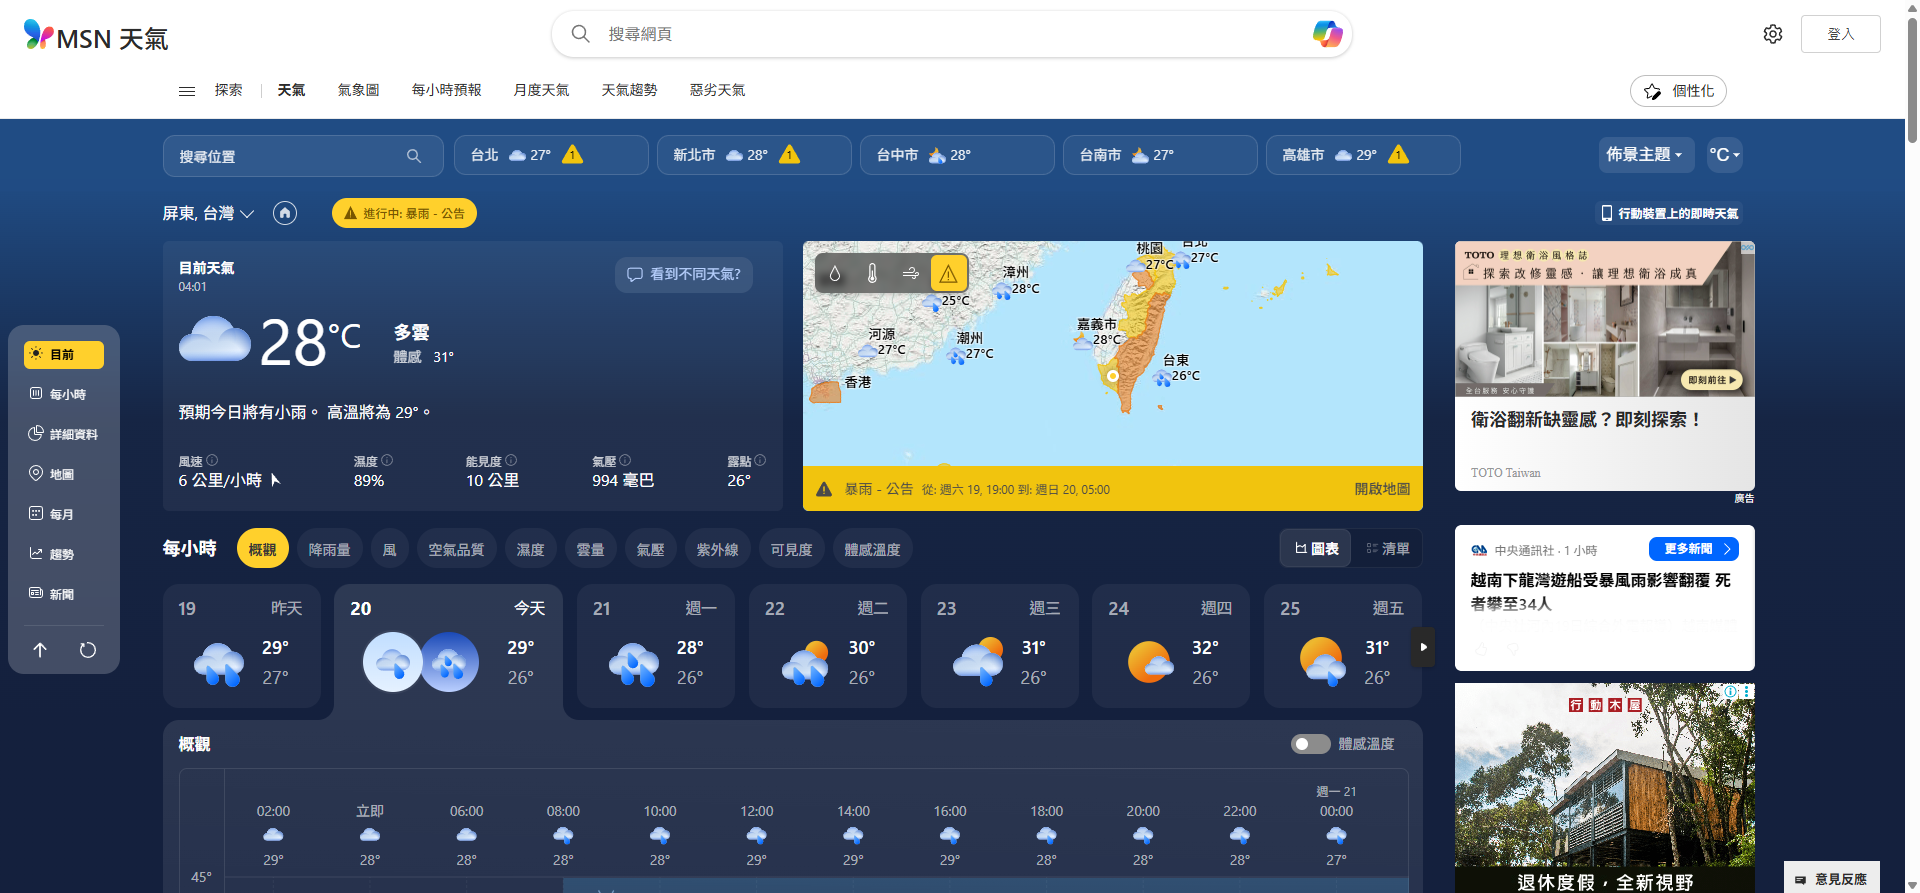 MSN 天氣
搜尋網頁
登入
探索
天氣
氣象圖
每小時預報
月度天氣
天氣趨勢
惡劣天氣
個性化
搜尋位置
台北 27° 1
新北市 28° 1
台中市 28°
台南市 27°
高雄市 29° 1
佈景主題
°C
屏東, 台灣
進行中: 暴雨 - 公告
行動裝置上的即時天氣
目前天氣
04:01
看到不同天氣?
28°C
多雲
體感 31°
預期今日將有小雨。 高溫將為 29°。
風速
6 公里/小時
濕度
89%
能見度
10 公里
氣壓
994 毫巴
露點
26°
桃園
27°C
台北
27°C
漳州
28°C
25°C
河源
27°C
潮州
27°C
嘉義市
28°C
台東
26°C
香港
暴雨 - 公告 從: 週六 19, 19:00 到: 週日 20, 05:00
開啟地圖
目前
每小時
詳細資料
地圖
每月
趨勢
新聞
每小時
概觀
降雨量
風
空氣品質
濕度
雲量
氣壓
紫外線
可見度
體感溫度
圖表
清單
19 昨天
29°
27°
20 今天
29°
26°
21 週一
28°
26°
22 週二
30°
26°
23 週三
31°
26°
24 週四
32°
26°
25 週五
31°
26°
概觀
體感溫度
週一 21
02:00 立即 06:00 08:00 10:00 12:00 14:00 16:00 18:00 20:00 22:00 00:00
29° 28° 28° 28° 28° 29° 29° 29° 28° 28° 28° 27°
45°
TOTO 理想衛浴風格誌
探索改修靈感．讓理想衛浴成真
全台服務 安心守護
即刻前往
衛浴翻新缺靈感？即刻探索！
TOTO Taiwan
廣告
中央通訊社 · 1 小時
更多新聞
越南下龍灣遊船受暴風雨影響翻覆 死
者攀至34人
行動木屋
退休度假，全新視野
意見反應